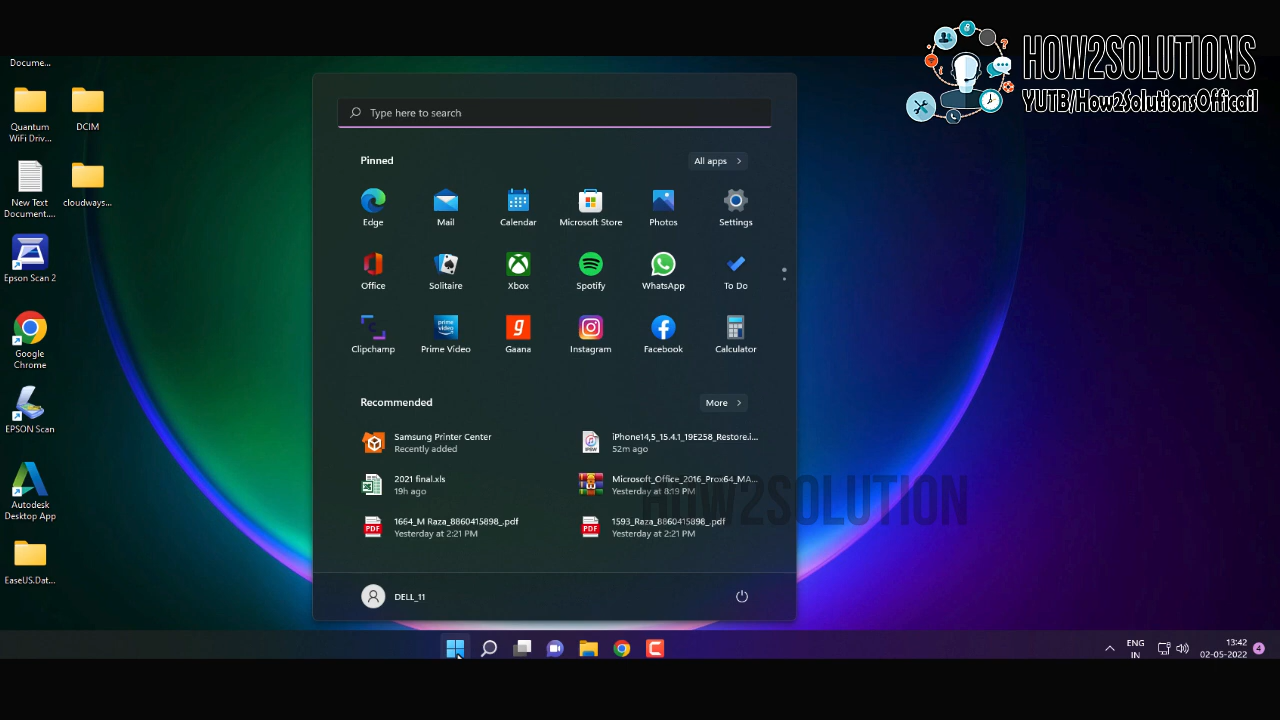 HOW2SOLUTIONS
YUTB/How2SolutionsOfficail
Docume...
Quantum
WiFi Driv...
DCIM
New Text
Document....
cloudways...
Epson Scan 2
Google
Chrome
EPSON Scan
Autodesk
Desktop App
EaseUS.Dat...
Type here to search
Pinned
All apps
Edge
Mail
Calendar
Microsoft Store
Photos
Settings
Office
Solitaire
Xbox
Spotify
WhatsApp
To Do
Clipchamp
prime
video
Prime Video
g
Gaana
Instagram
Facebook
Calculator
Recommended
More
Samsung Printer Center
Recently added
iPhone14,5_15.4.1_19E258_Restore.i...
52m ago
2021 final.xls
19h ago
Microsoft_Office_2016_Prox64_MA...
Yesterday at 8:19 PM
PDF
1664_M Raza_8860415898_.pdf
Yesterday at 2:21 PM
PDF
1593_Raza_8860415898_.pdf
Yesterday at 2:21 PM
HOW2SOLUTION
DELL_11
ENG
IN
13:42
02-05-2022
4